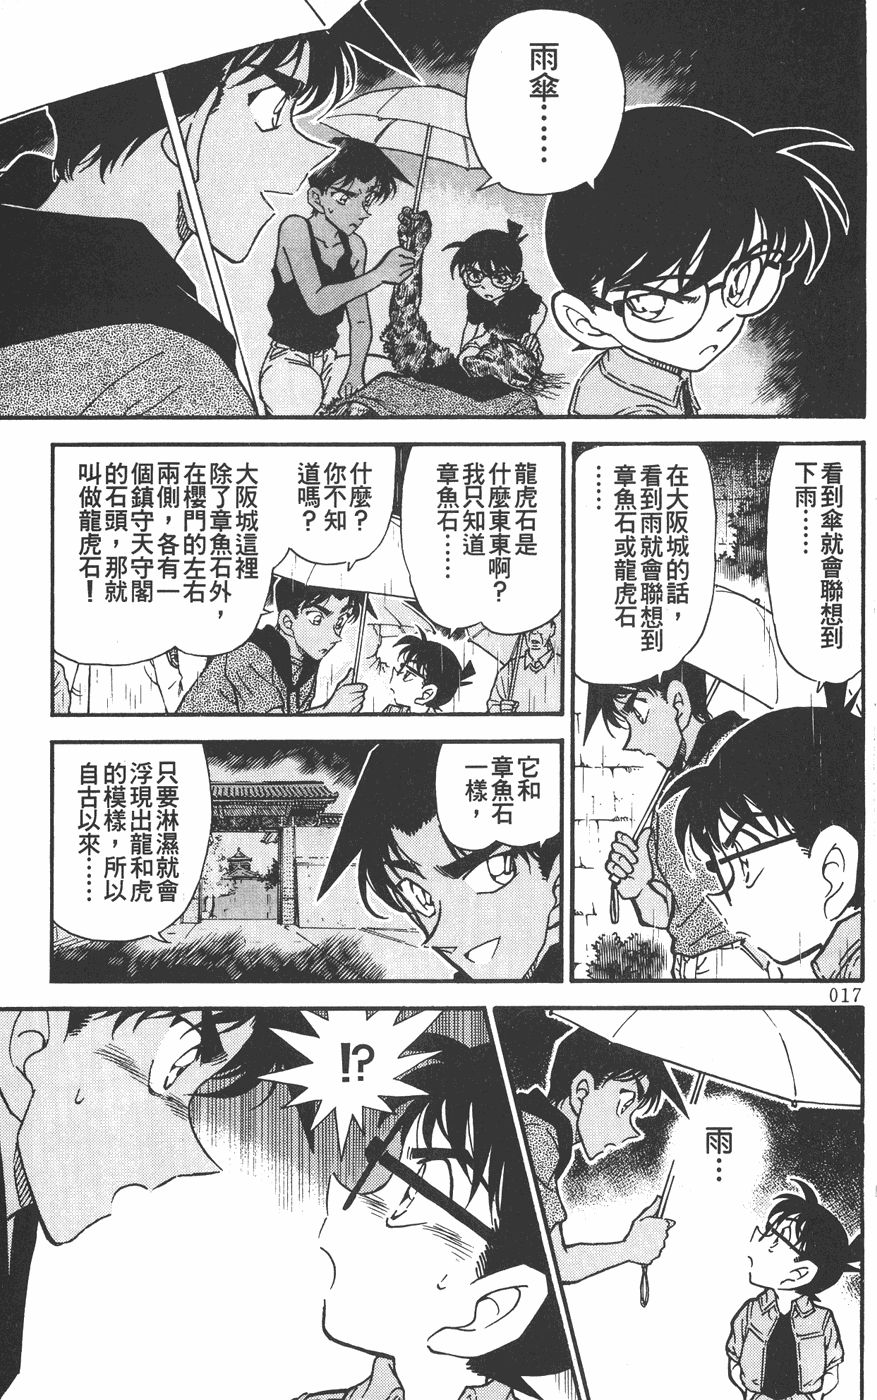 雨傘……
看到傘就會聯想到
下雨……
在大阪城的話，
看到雨就會聯想到
章魚石或龍虎石
……
龍虎石是
什麼東東啊？
我只知道
章魚石……
什麼？
你不知
道嗎？
大阪城這裡
除了章魚石外，
在櫻門的左右
兩側，各有一
個鎮守天守閣
的石頭，那就
叫做龍虎石！
它和
章魚石
一樣，
只要淋濕就會
浮現出龍和虎
的模樣，所以
自古以來……
017
雨…
!?